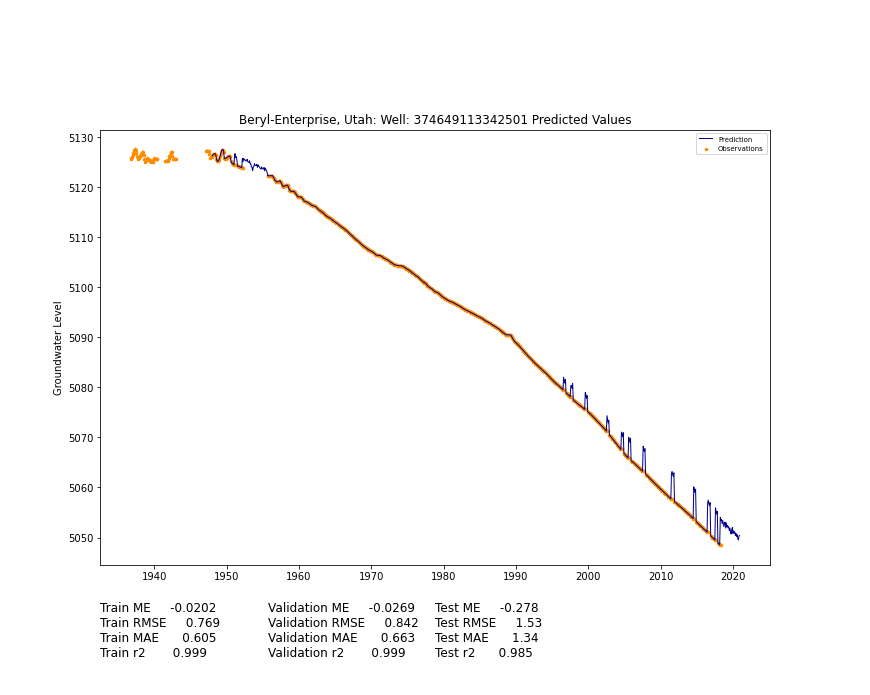 Beryl-Enterprise, Utah: Well: 374649113342501 Predicted Values
Prediction
Observations
Groundwater Level
5130
5120
5110
5100
5090
5080
5070
5060
5050
1940 1950 1960 1970 1980 1990 2000 2010 2020
Train ME -0.0202 Validation ME -0.0269 Test ME -0.278
Train RMSE 0.769 Validation RMSE 0.842 Test RMSE 1.53
Train MAE 0.605 Validation MAE 0.663 Test MAE 1.34
Train r2 0.999 Validation r2 0.999 Test r2 0.985